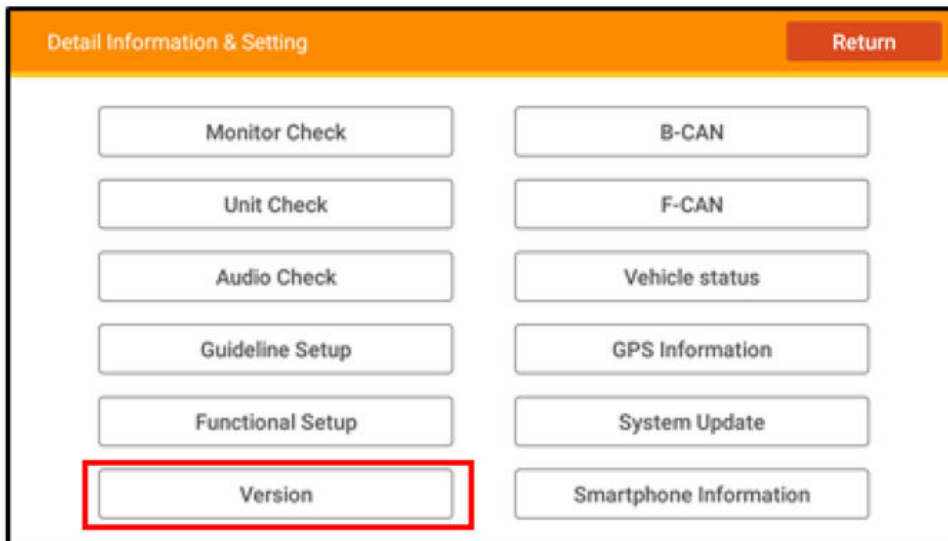 Detail Information & Setting
Return
Monitor Check
B-CAN
Unit Check
F-CAN
Audio Check
Vehicle status
Guideline Setup
GPS Information
Functional Setup
System Update
Version
Smartphone Information